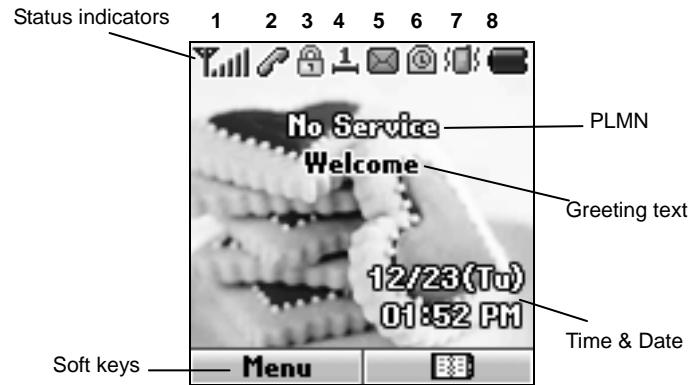 Status indicators
1 2 3 4 5 6 7 8
1
No Service
PLMN
Welcome
Greeting text
12/23(Tu)
01:52 PM
Time & Date
Soft keys
Menu